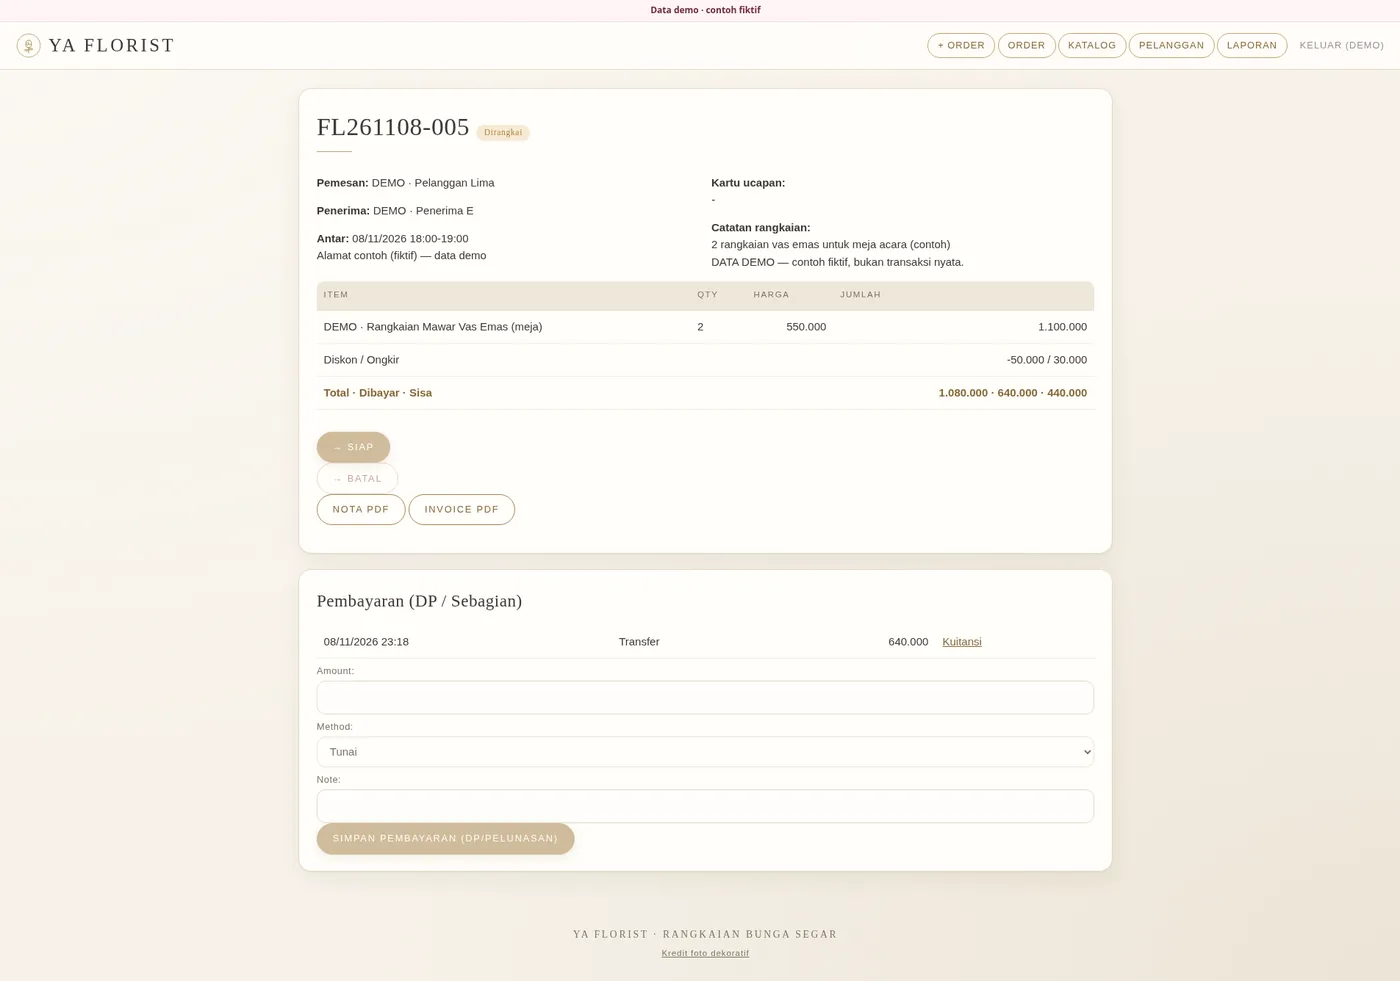 Data demo · contoh fiktif
YA FLORIST
+ ORDER
ORDER
KATALOG
PELANGGAN
LAPORAN
KELUAR (DEMO)
FL261108-005 Dirangkai
Pemesan: DEMO · Pelanggan Lima
Penerima: DEMO · Penerima E
Antar: 08/11/2026 18:00-19:00
Alamat contoh (fiktif) — data demo
Kartu ucapan:
-
Catatan rangkaian:
2 rangkaian vas emas untuk meja acara (contoh)
DATA DEMO — contoh fiktif, bukan transaksi nyata.
ITEM QTY HARGA JUMLAH
DEMO · Rangkaian Mawar Vas Emas (meja) 2 550.000 1.100.000
Diskon / Ongkir -50.000 / 30.000
Total · Dibayar · Sisa 1.080.000 · 640.000 · 440.000
→ SIAP
→ BATAL
NOTA PDF INVOICE PDF
Pembayaran (DP / Sebagian)
08/11/2026 23:18 Transfer 640.000 Kuitansi
Amount:
Method:
Tunai
Note:
SIMPAN PEMBAYARAN (DP/PELUNASAN)
YA FLORIST · RANGKAIAN BUNGA SEGAR
Kredit foto dekoratif